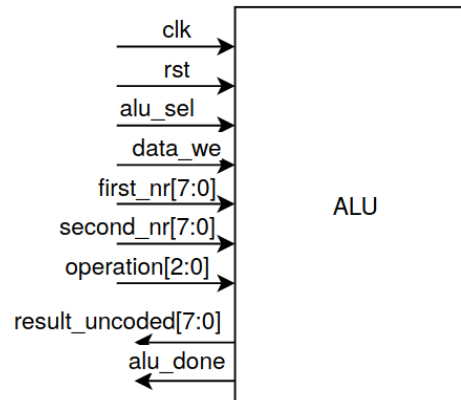 clk
rst
alu_sel
data_we
first_nr[7:0]
second_nr[7:0]
operation[2:0]
result_uncoded[7:0]
alu_done
ALU